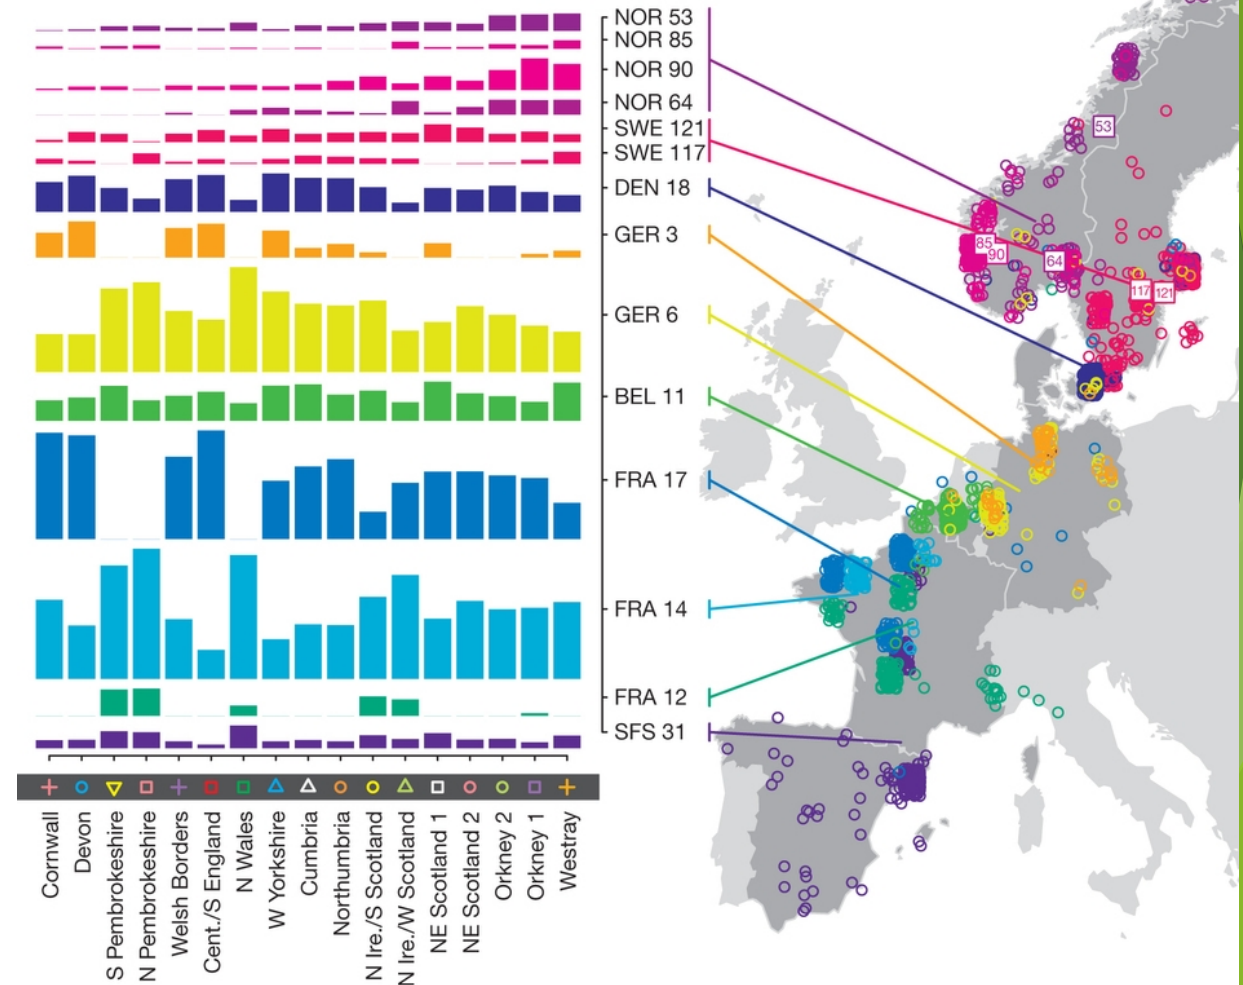 NOR 53
NOR 85
NOR 90
NOR 64
SWE 121
SWE 117
DEN 18
GER 3
GER 6
BEL 11
FRA 17
FRA 14
FRA 12
SFS 31
53
85
90
64
117
121
Cornwall
Devon
S Pembrokeshire
N Pembrokeshire
Welsh Borders
Cent./S England
N Wales
W Yorkshire
Cumbria
Northumbria
N Ire./S Scotland
N Ire./W Scotland
NE Scotland 1
NE Scotland 2
Orkney 2
Orkney 1
Westray